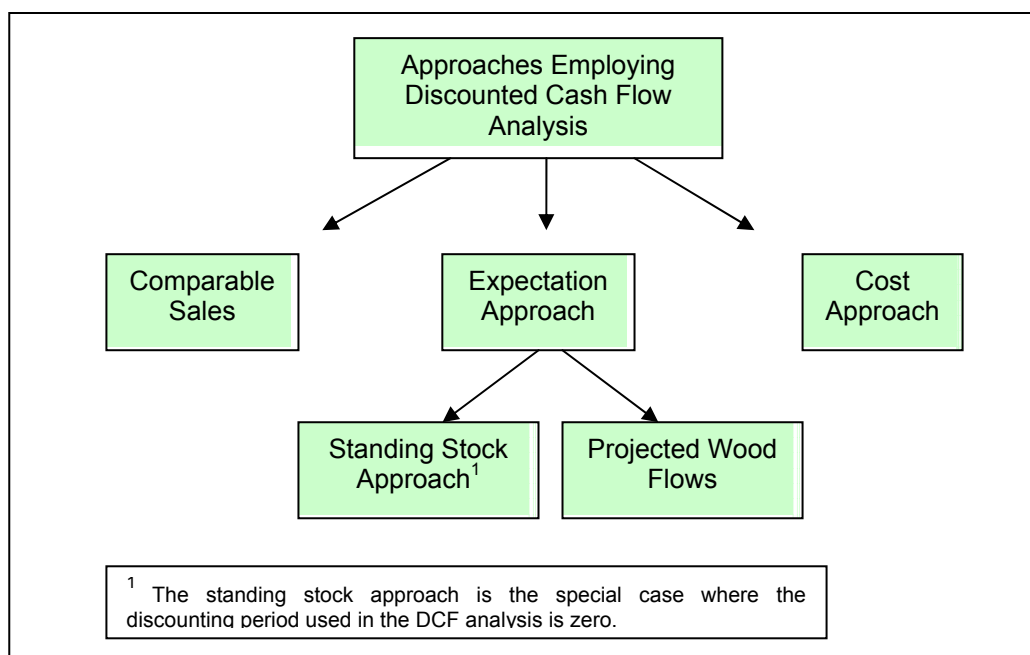 Approaches Employing
Discounted Cash Flow
Analysis
Comparable
Sales
Expectation
Approach
Cost
Approach
Standing Stock
Approach¹
Projected Wood
Flows
¹ The standing stock approach is the special case where the
discounting period used in the DCF analysis is zero.